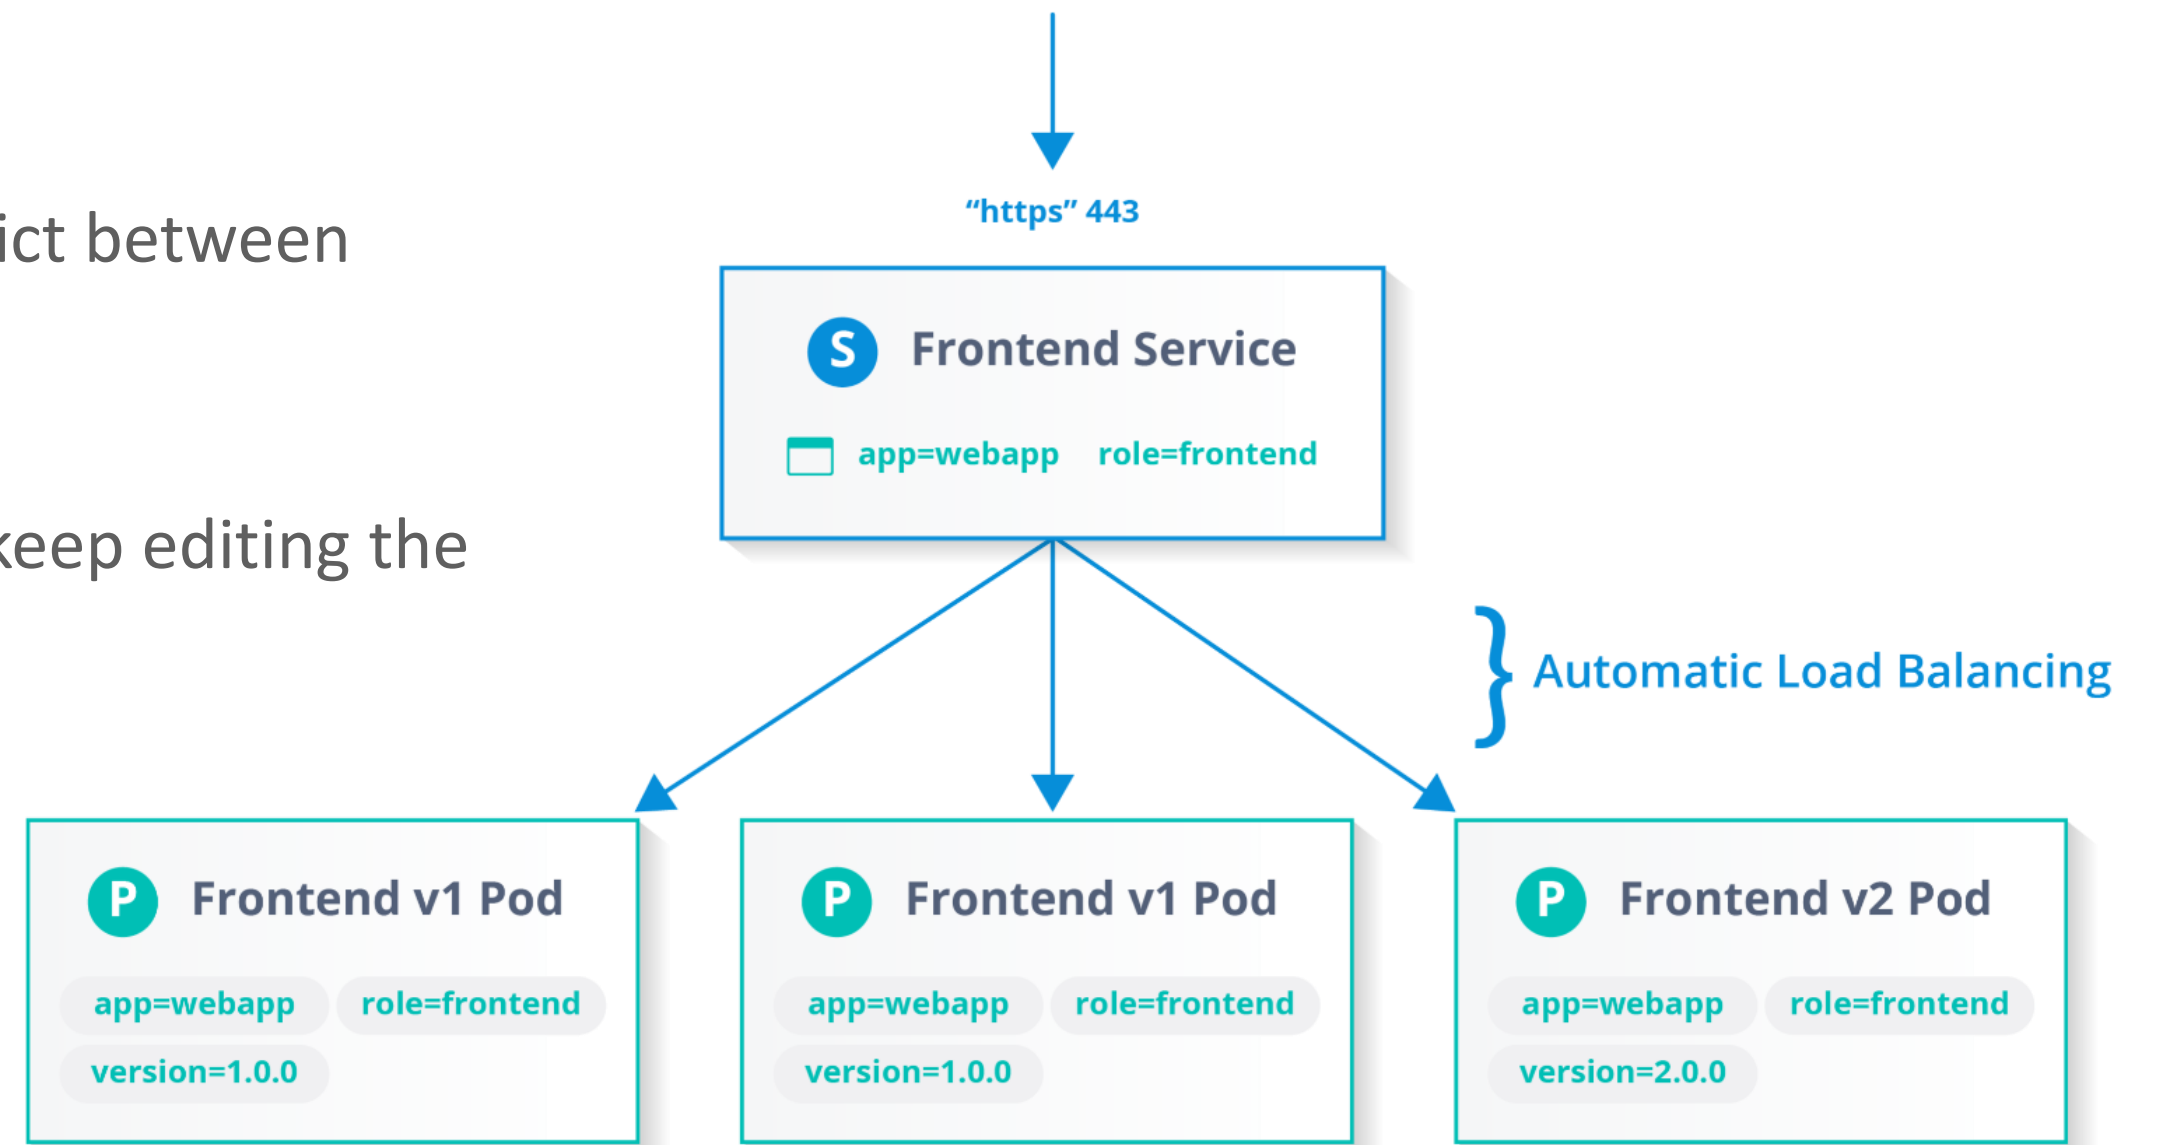 “https” 443
ict between
S Frontend Service
app=webapp role=frontend
keep editing the
} Automatic Load Balancing
P Frontend v1 Pod
app=webapp role=frontend
version=1.0.0
P Frontend v1 Pod
app=webapp role=frontend
version=1.0.0
P Frontend v2 Pod
app=webapp role=frontend
version=2.0.0